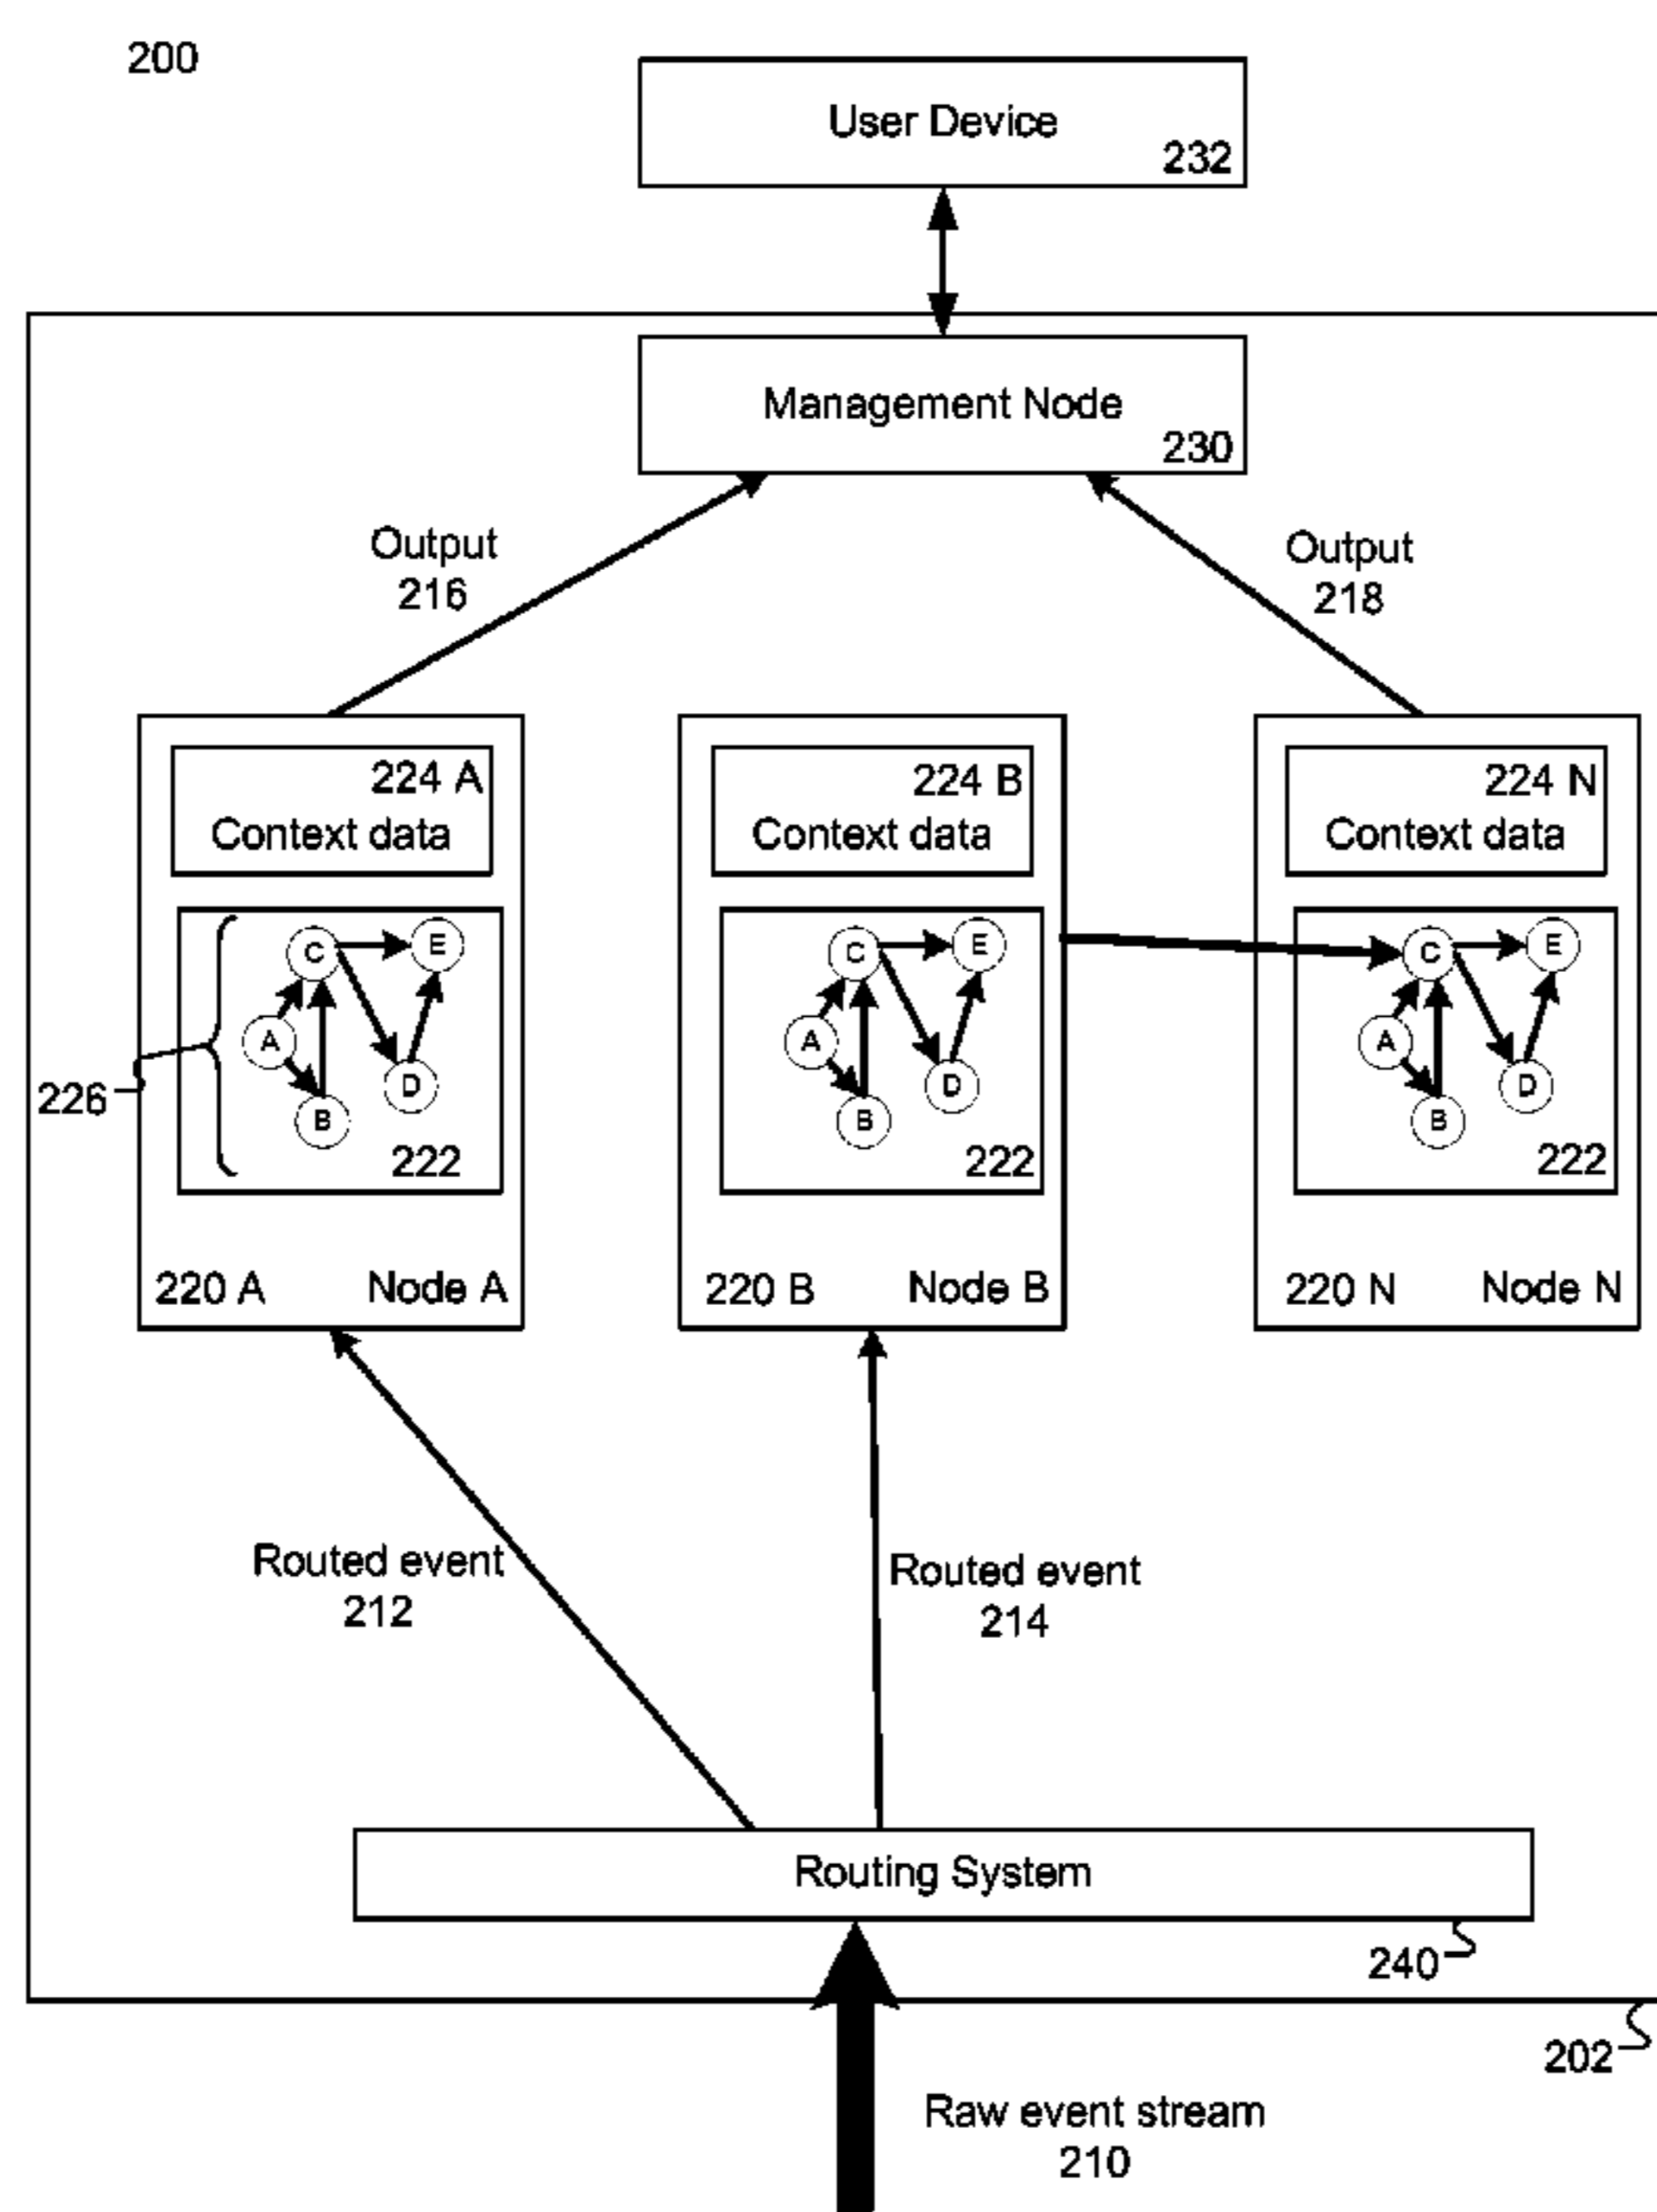 200
User Device
232
Management Node
230
Output
216
Output
218
224 A
Context data
224 B
Context data
224 N
Context data
C
E
A
D
B
222
C
E
A
D
B
222
C
E
A
D
B
222
226
220 A
Node A
220 B
Node B
220 N
Node N
Routed event
212
Routed event
214
Routing System
240
202
Raw event stream
210